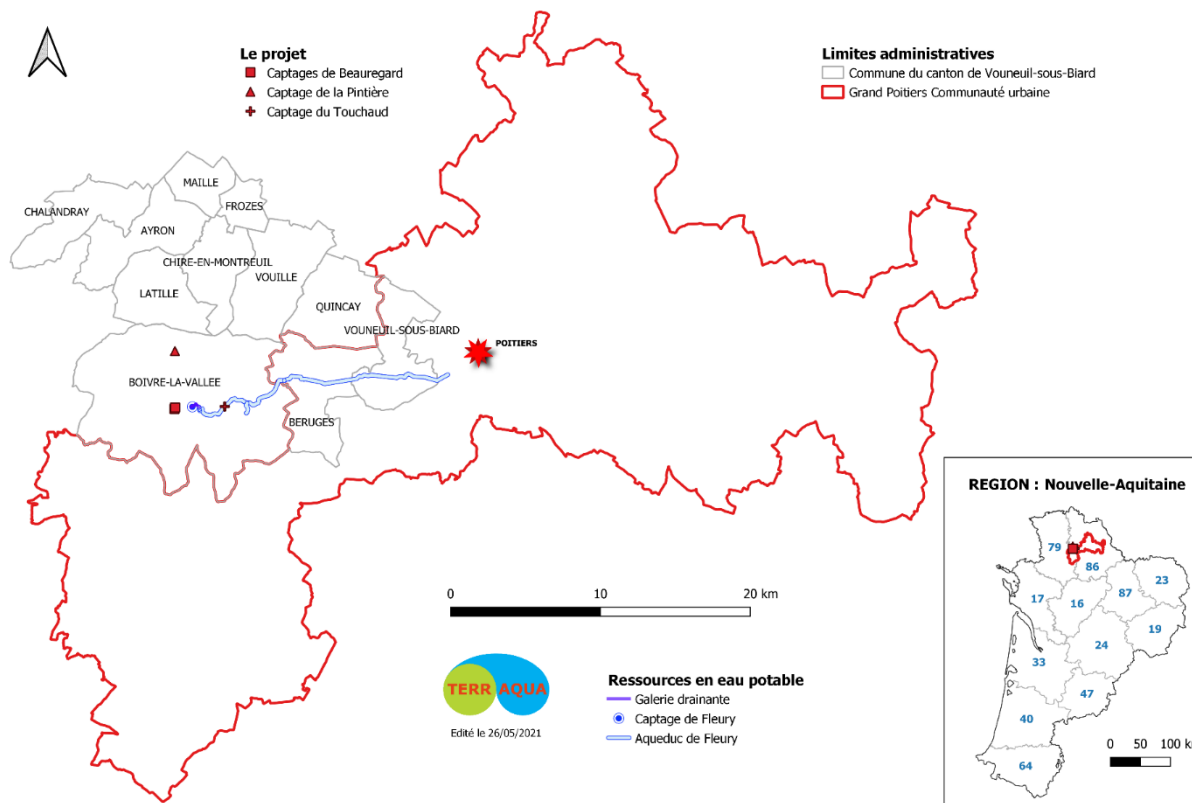 Le projet
Captages de Beauregard
Captage de la Pintière
Captage du Touchaud
Limites administratives
Commune du canton de Vouneuil-sous-Biard
Grand Poitiers Communauté urbaine
MAILLE
CHALANDRAY
FROZES
AYRON
CHIRE-EN-MONTREUIL
VOUILLE
LATILLE
QUINCAY
VOUNEUIL-SOUS-BIARD
POITIERS
BOIVRE-LA-VALLEE
BERUGES
0 10 20 km
TERR AQUA
Edité le 26/05/2021
Ressources en eau potable
Galerie drainante
Captage de Fleury
Aqueduc de Fleury
REGION : Nouvelle-Aquitaine
79
86
23
17
16
87
19
24
33
47
40
64
0 50 100 km